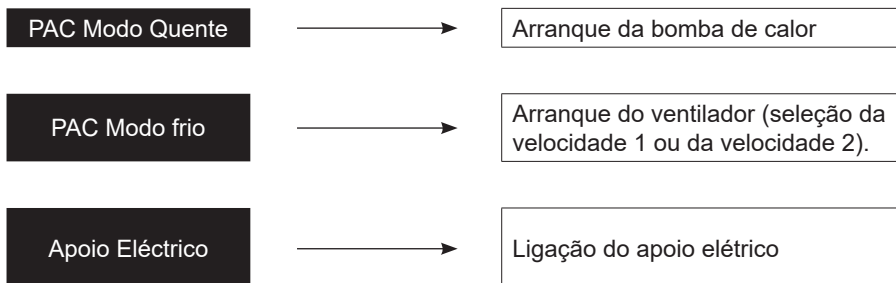 PAC Modo Quente
Arranque da bomba de calor
PAC Modo frio
Arranque do ventilador (seleção da
velocidade 1 ou da velocidade 2).
Apoio Eléctrico
Ligação do apoio elétrico